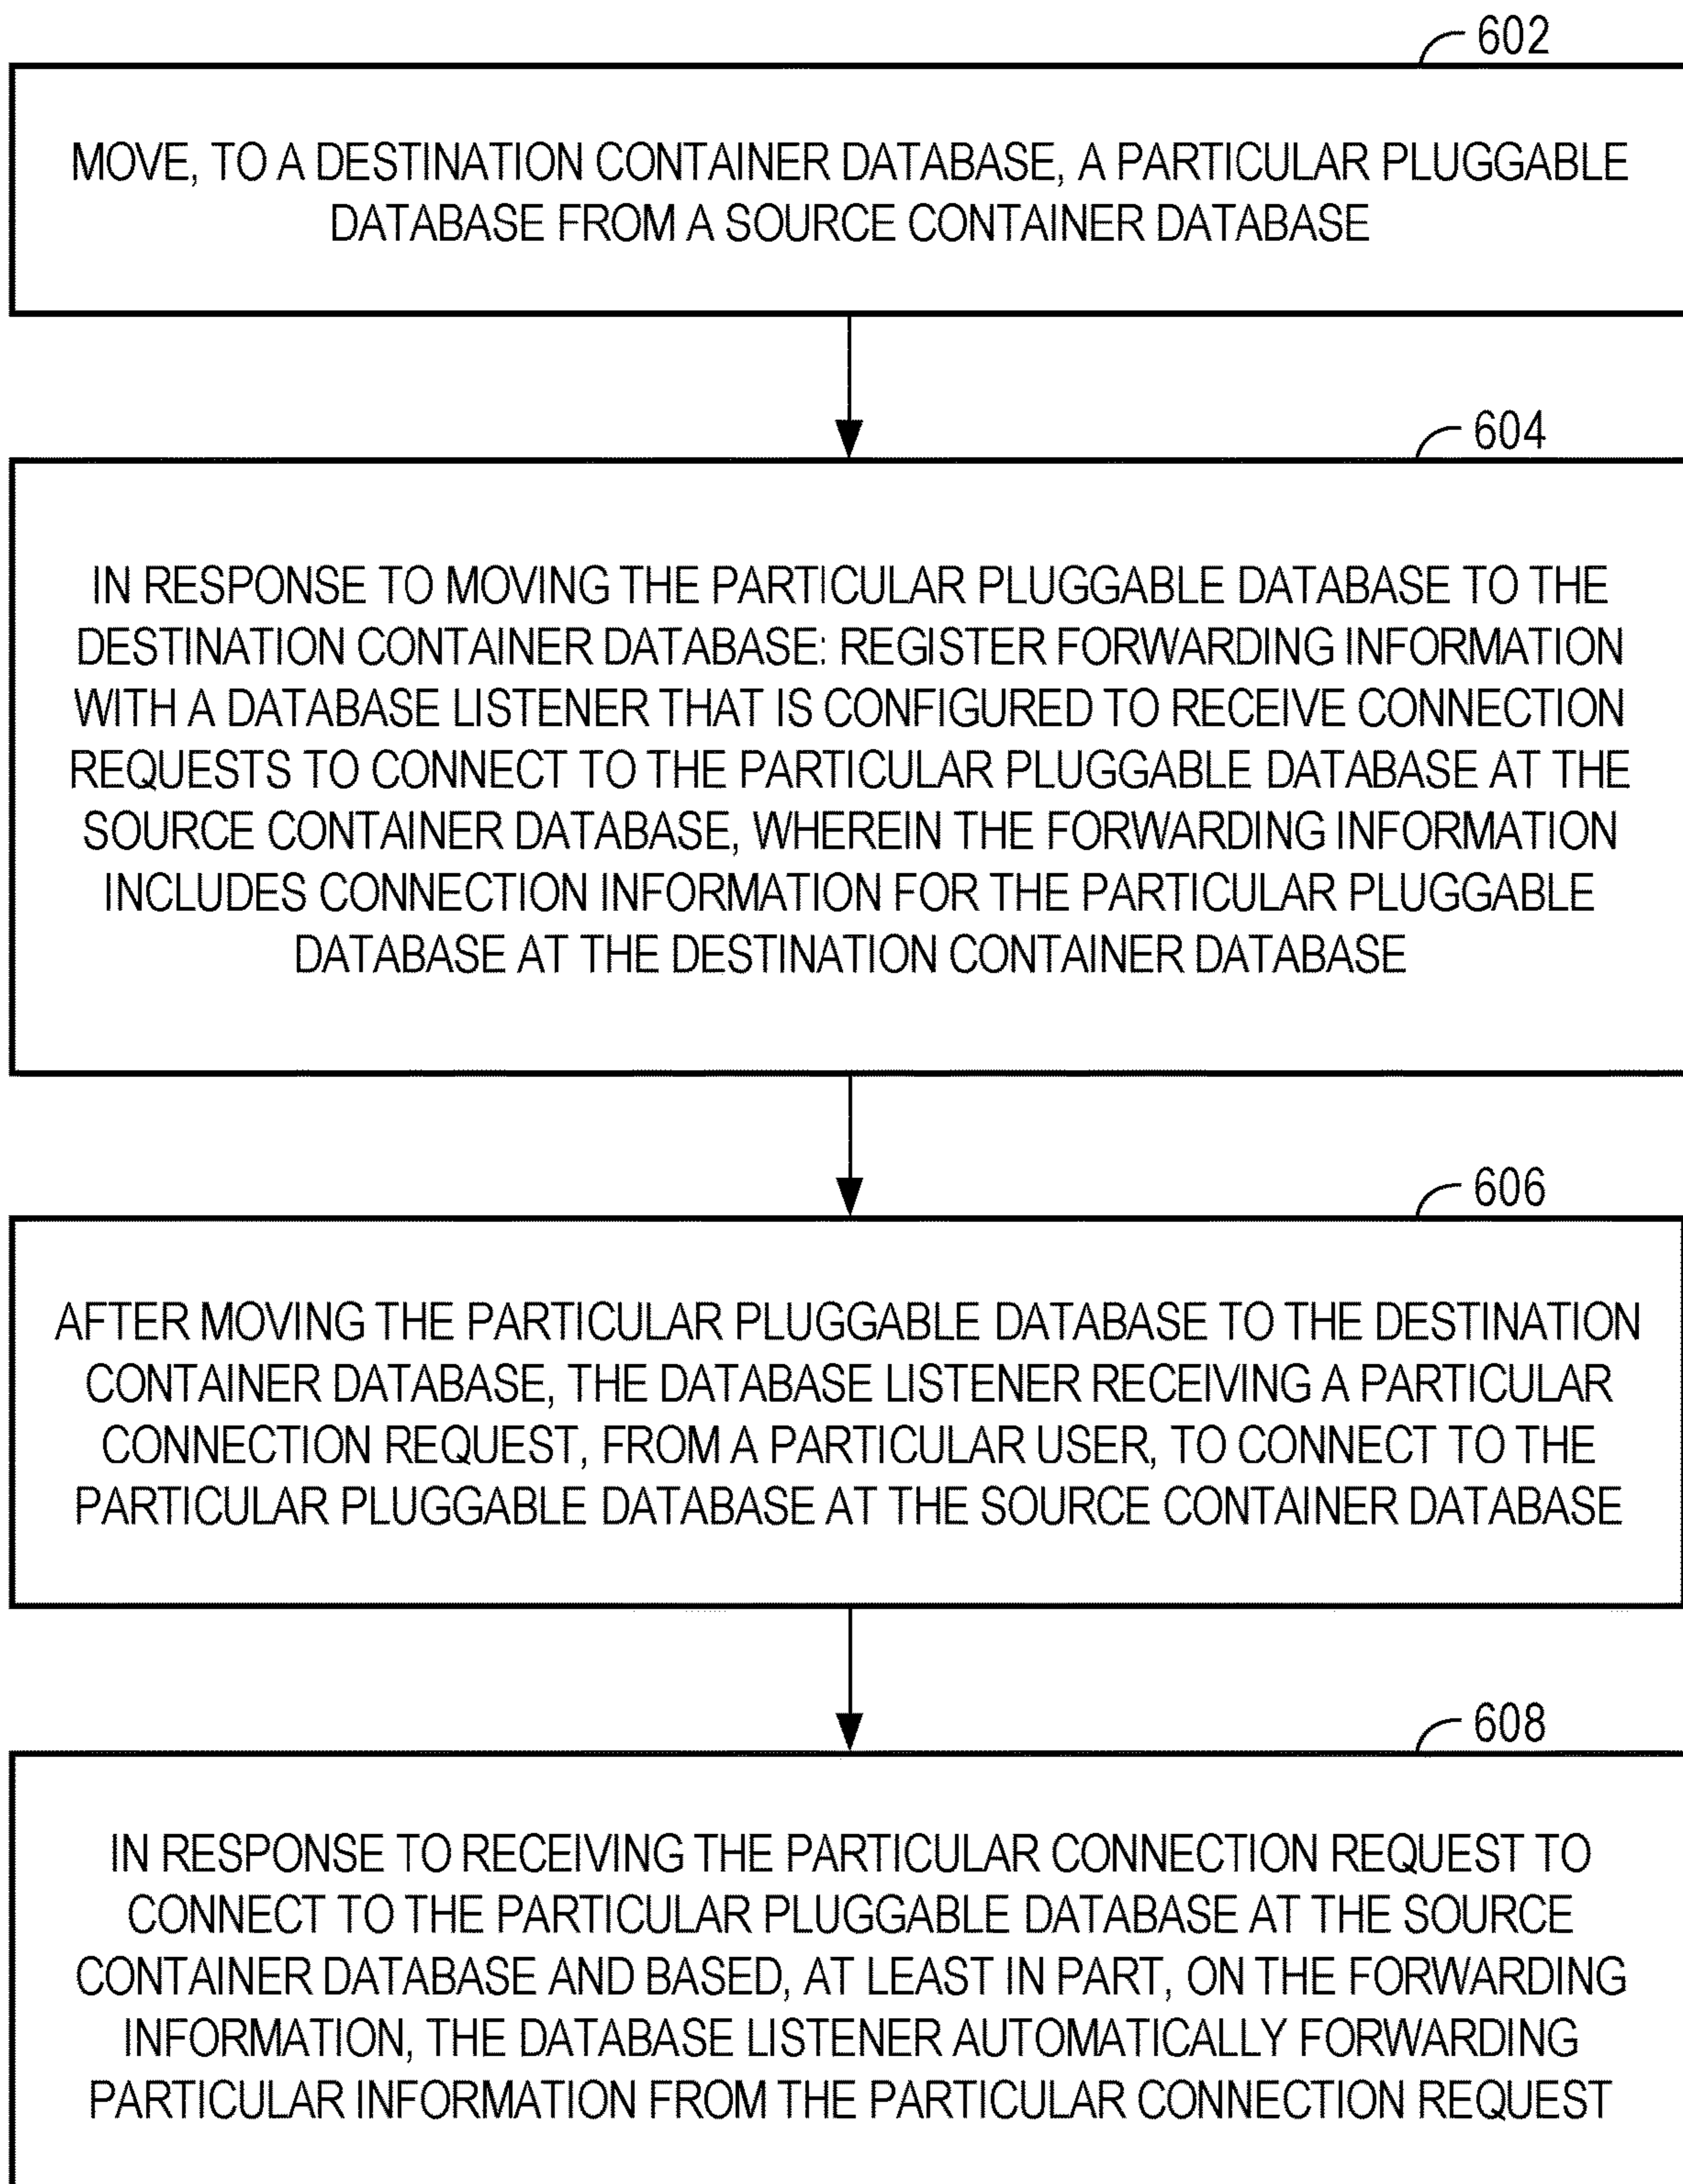 602
MOVE, TO A DESTINATION CONTAINER DATABASE, A PARTICULAR PLUGGABLE
DATABASE FROM A SOURCE CONTAINER DATABASE
604
IN RESPONSE TO MOVING THE PARTICULAR PLUGGABLE DATABASE TO THE
DESTINATION CONTAINER DATABASE: REGISTER FORWARDING INFORMATION
WITH A DATABASE LISTENER THAT IS CONFIGURED TO RECEIVE CONNECTION
REQUESTS TO CONNECT TO THE PARTICULAR PLUGGABLE DATABASE AT THE
SOURCE CONTAINER DATABASE, WHEREIN THE FORWARDING INFORMATION
INCLUDES CONNECTION INFORMATION FOR THE PARTICULAR PLUGGABLE
DATABASE AT THE DESTINATION CONTAINER DATABASE
606
AFTER MOVING THE PARTICULAR PLUGGABLE DATABASE TO THE DESTINATION
CONTAINER DATABASE, THE DATABASE LISTENER RECEIVING A PARTICULAR
CONNECTION REQUEST, FROM A PARTICULAR USER, TO CONNECT TO THE
PARTICULAR PLUGGABLE DATABASE AT THE SOURCE CONTAINER DATABASE
608
IN RESPONSE TO RECEIVING THE PARTICULAR CONNECTION REQUEST TO
CONNECT TO THE PARTICULAR PLUGGABLE DATABASE AT THE SOURCE
CONTAINER DATABASE AND BASED, AT LEAST IN PART, ON THE FORWARDING
INFORMATION, THE DATABASE LISTENER AUTOMATICALLY FORWARDING
PARTICULAR INFORMATION FROM THE PARTICULAR CONNECTION REQUEST